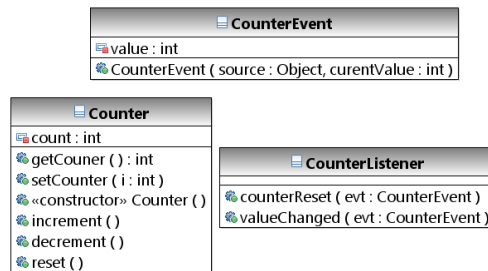 CounterEvent
value : int
CounterEvent ( source : Object, curentValue : int )
Counter
count : int
getCouner ( ) : int
setCounter ( i : int )
«constructor» Counter ( )
increment ( )
decrement ( )
reset ( )
CounterListener
counterReset ( evt : CounterEvent )
valueChanged ( evt : CounterEvent )